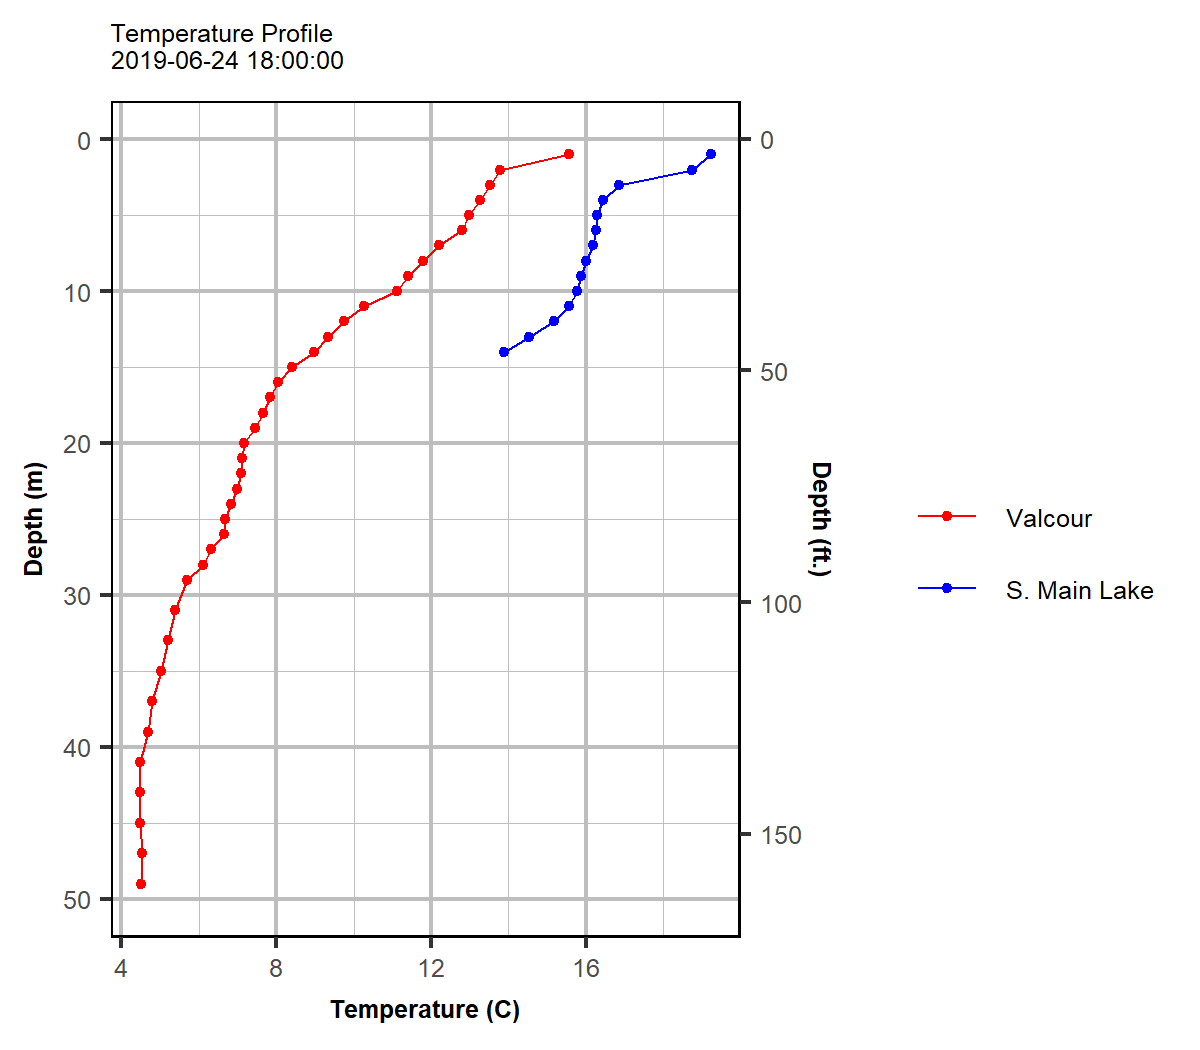 Temperature Profile
2019-06-24 18:00:00
0
10
20
30
40
50
Depth (m)
0
50
100
150
Depth (ft.)
4 8 12 16
Temperature (C)
Valcour
S. Main Lake